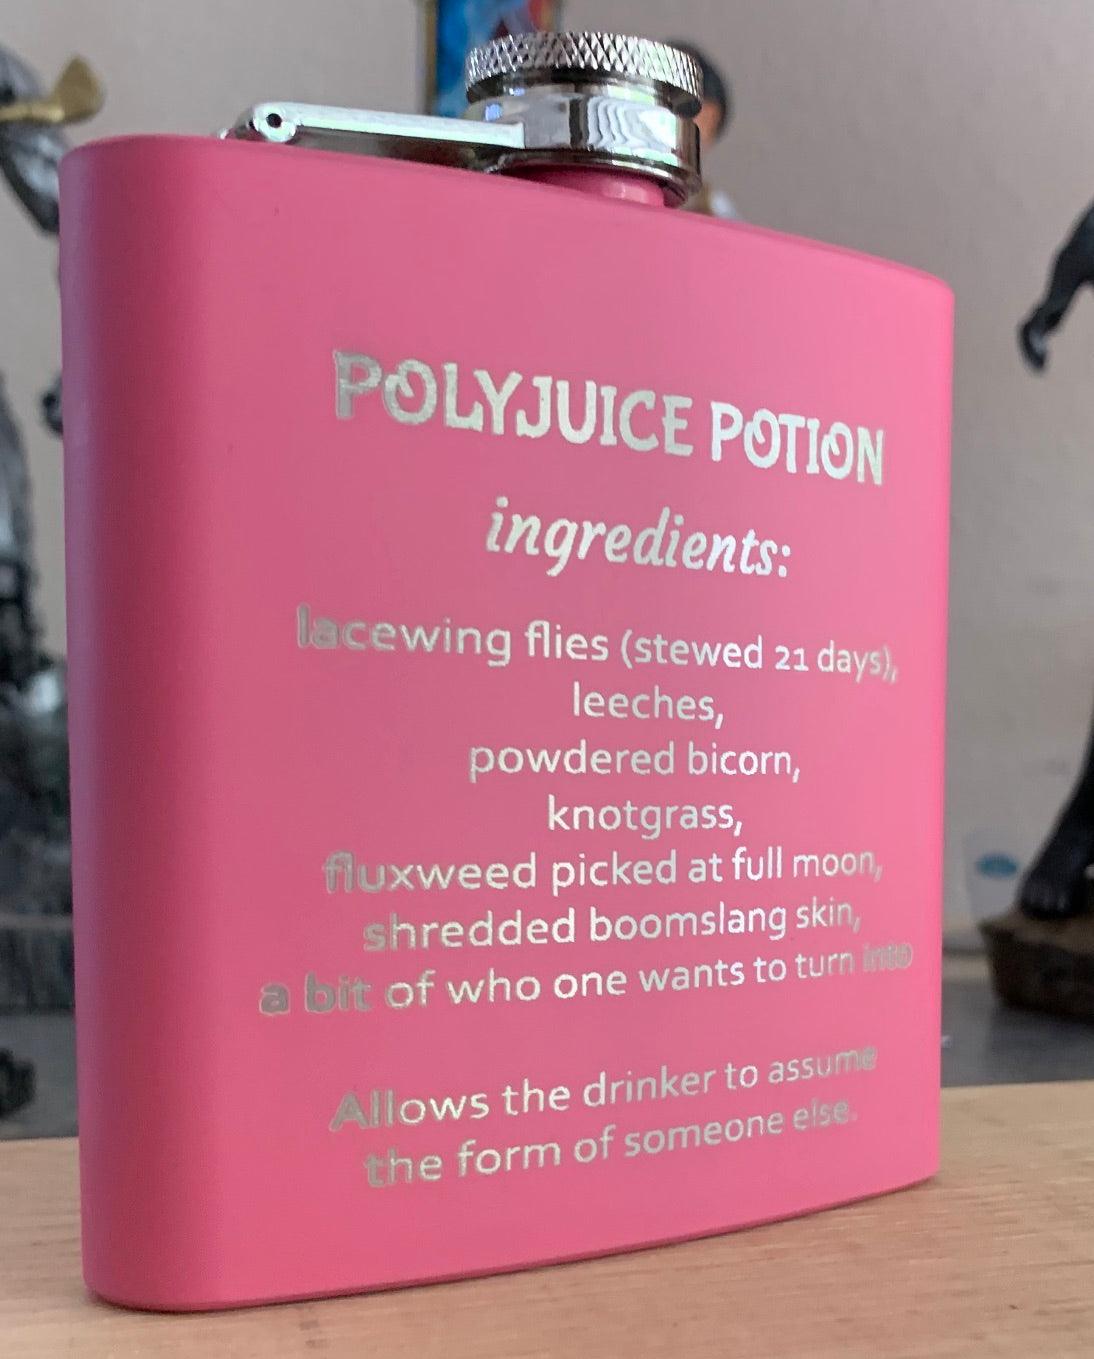 POLYJUICE POTION
ingredients:
lacewing flies (stewed 21 days),
leeches,
powdered bicorn,
knotgrass,
fluxweed picked at full moon,
shredded boomslang skin,
a bit of who one wants to turn into
Allows the drinker to assume
the form of someone else.